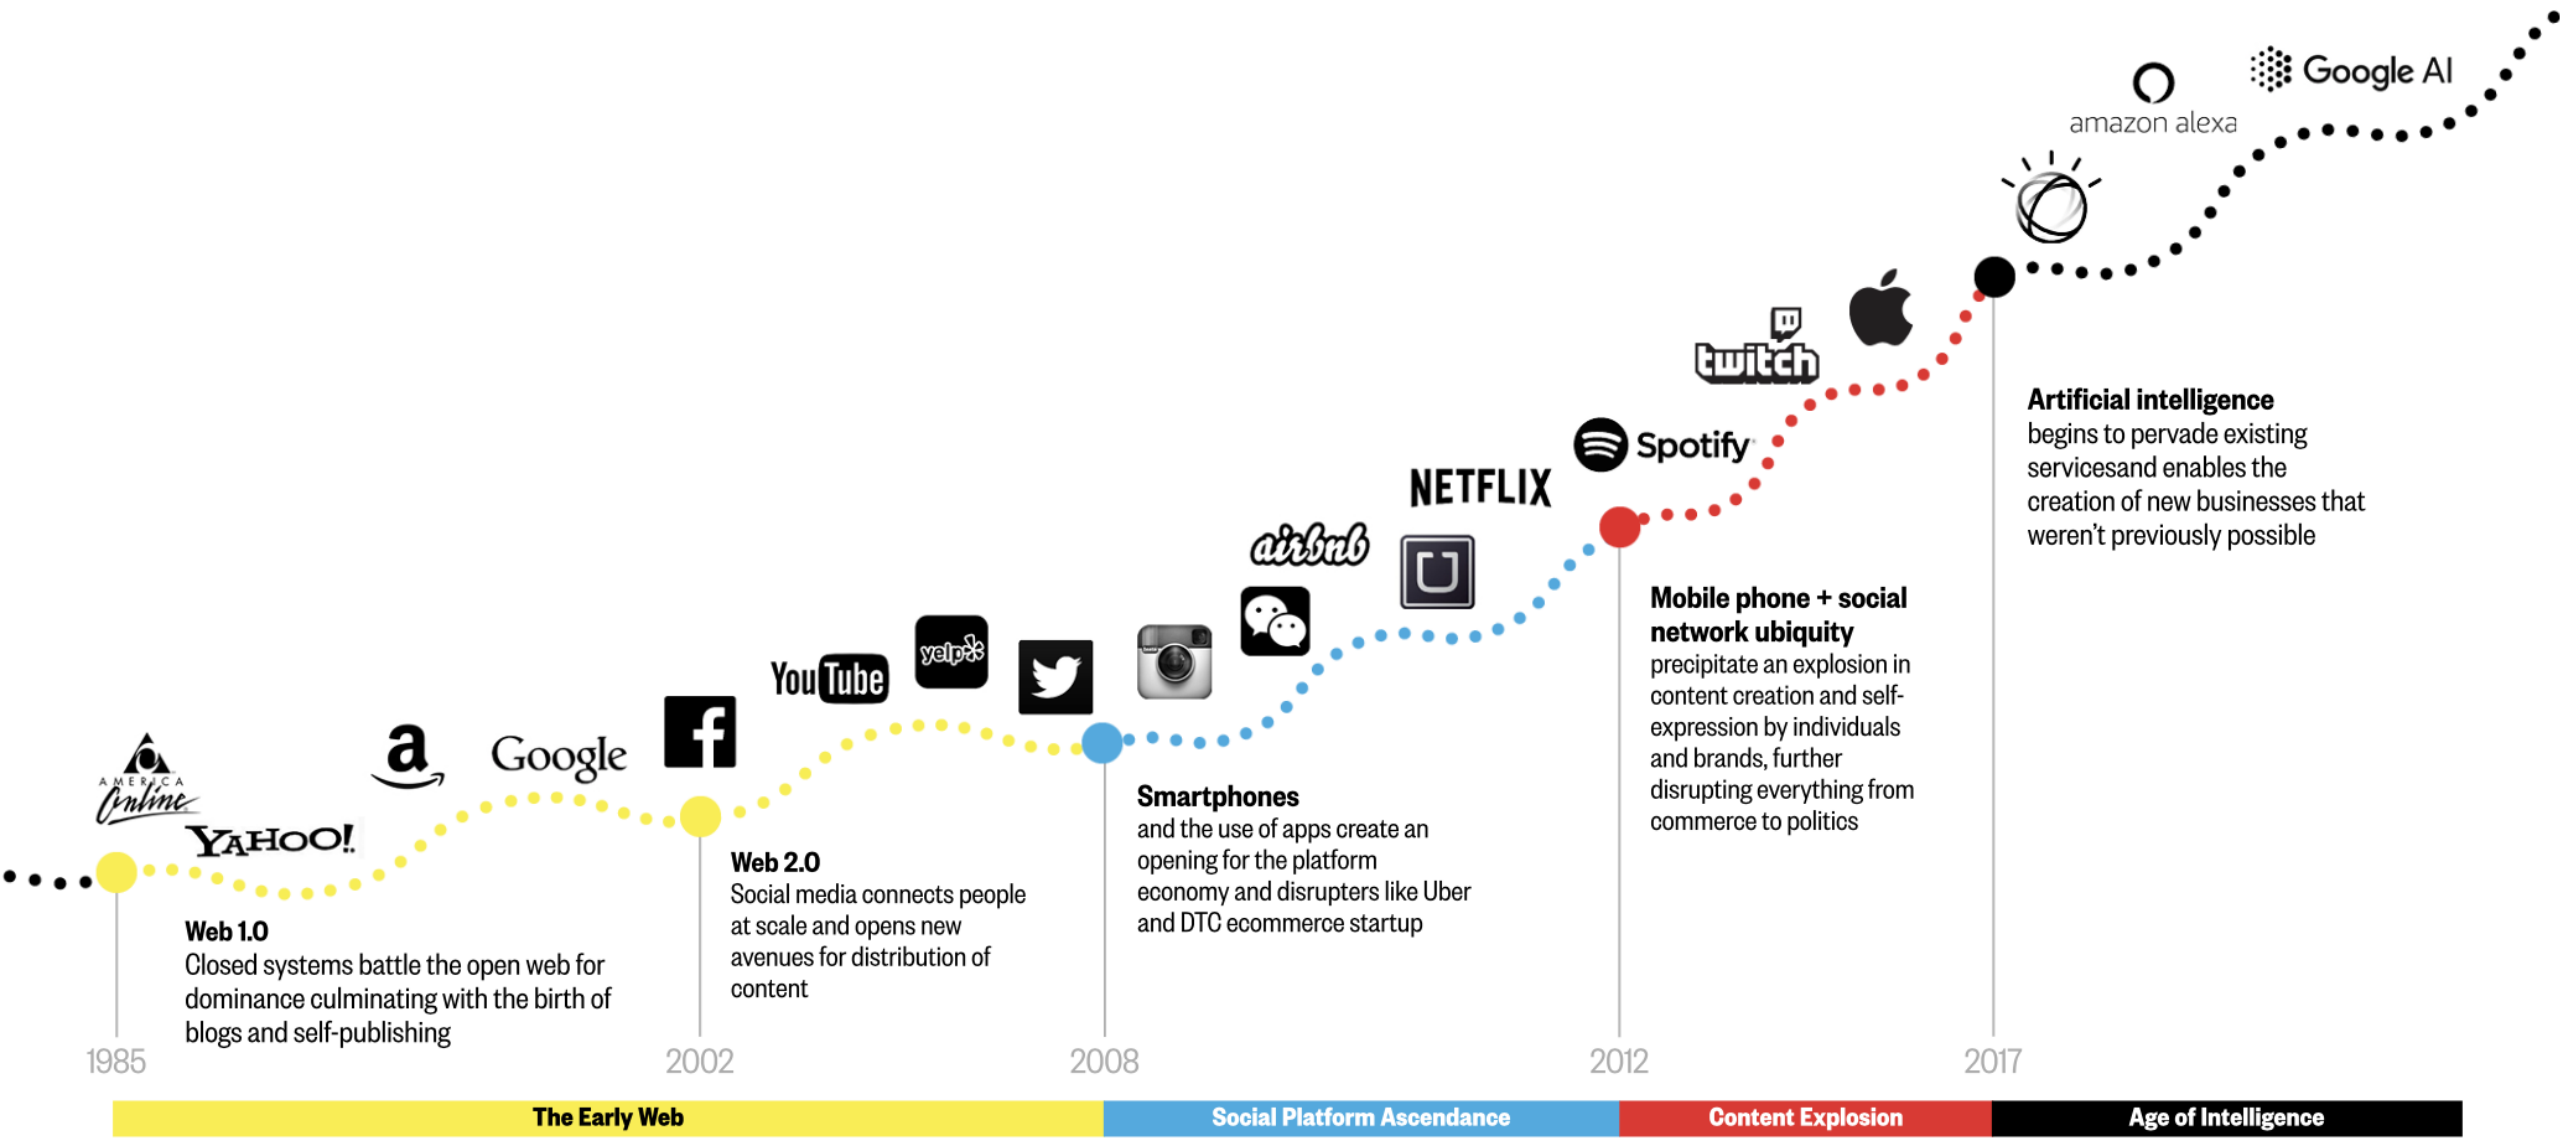 AMERICA
Online
YAHOO!
a
Google
f
YouTube
yelp
airbnb
U
NETFLIX
Spotify
twitch
amazon alexa
Google AI
Web 1.0
Closed systems battle the open web for
dominance culminating with the birth of
blogs and self-publishing
Web 2.0
Social media connects people
at scale and opens new
avenues for distribution of
content
Smartphones
and the use of apps create an
opening for the platform
economy and disrupters like Uber
and DTC ecommerce startup
Mobile phone + social
network ubiquity
precipitate an explosion in
content creation and self-
expression by individuals
and brands, further
disrupting everything from
commerce to politics
Artificial intelligence
begins to pervade existing
servicesand enables the
creation of new businesses that
weren't previously possible
1985
2002
2008
2012
2017
The Early Web
Social Platform Ascendance
Content Explosion
Age of Intelligence